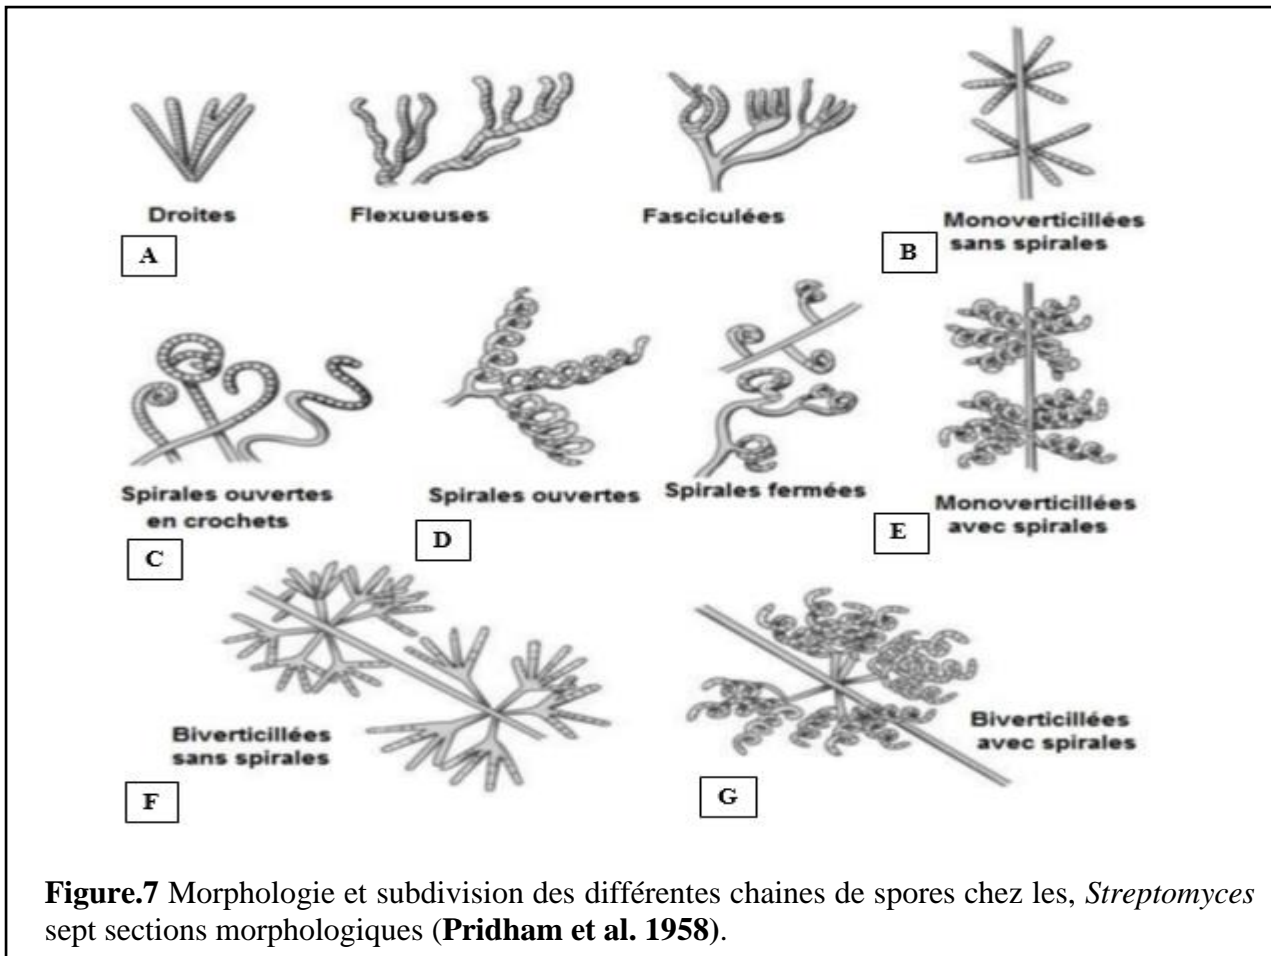 Droites
Flexueuses
Fasciculées
Monoverticillées
sans spirales
A
B
Spirales ouvertes
en crochets
Spirales ouvertes
Spirales fermées
Monoverticillées
avec spirales
C
D
E
Biverticillées
sans spirales
Biverticillées
avec spirales
F
G
Figure.7 Morphologie et subdivision des différentes chaines de spores chez les, Streptomyces
sept sections morphologiques (Pridham et al. 1958).